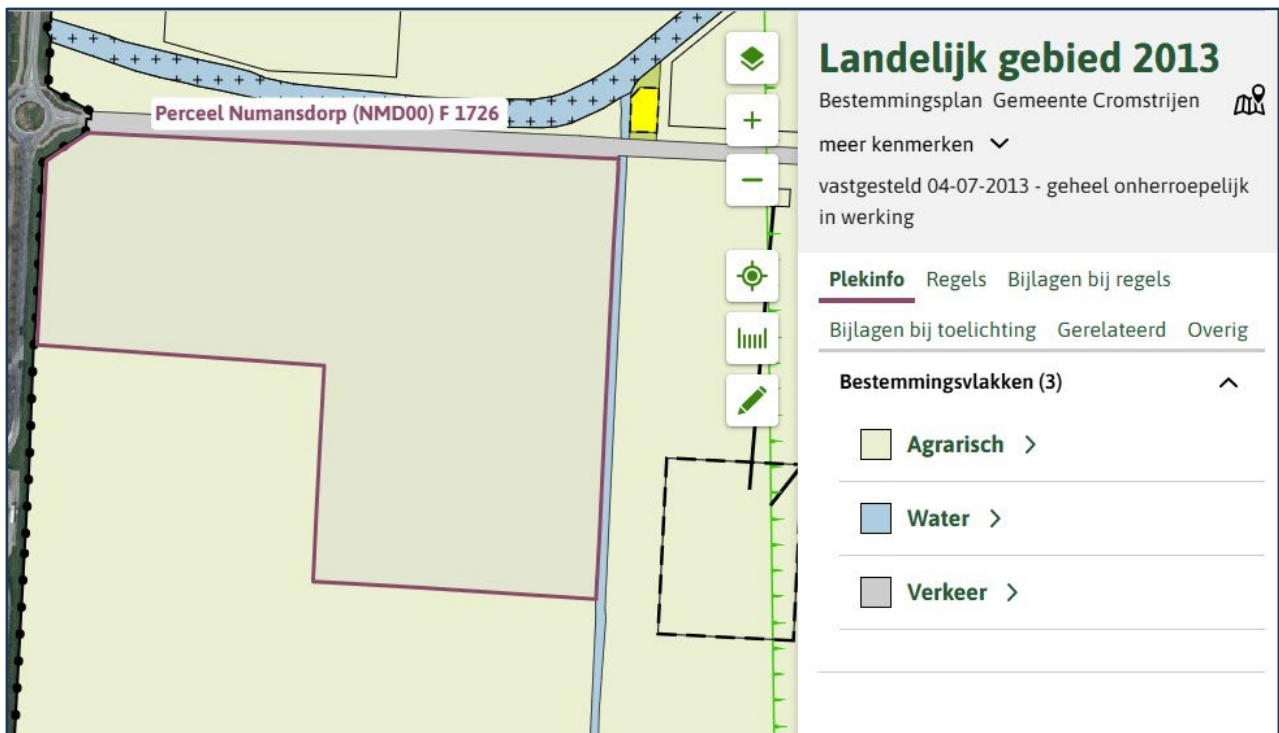 Perceel Numansdorp (NMD00) F 1726
Landelijk gebied 2013
Bestemmingsplan Gemeente Cromstrijen
meer kenmerken
vastgesteld 04-07-2013 - geheel onherroepelijk
in werking
Plekinfo Regels Bijlagen bij regels
Bijlagen bij toelichting Gerelateerd Overig
Bestemmingsvlakken (3)
Agrarisch
Water
Verkeer